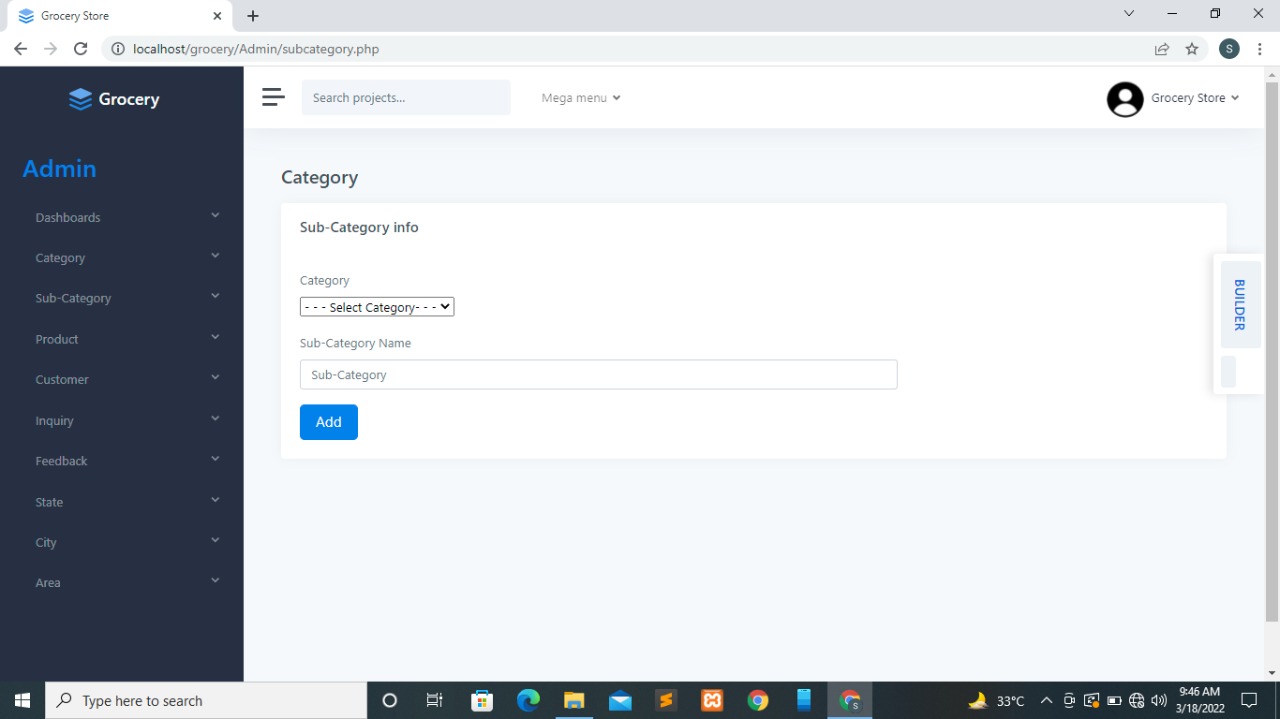 Grocery Store
localhost/grocery/Admin/subcategory.php
S
Grocery
Search projects...
Mega menu
Grocery Store
Admin
Dashboards
Category
Sub-Category
Product
Customer
Inquiry
Feedback
State
City
Area
Category
Sub-Category info
Category
- - - Select Category- - -
Sub-Category Name
Sub-Category
Add
BUILDER
Type here to search
33°C
9:46 AM
3/18/2022